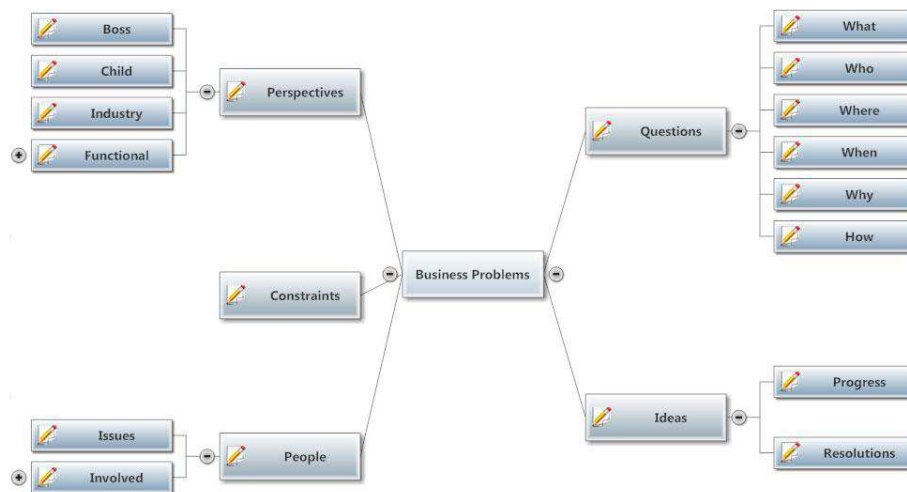 Boss
Child
Industry
Functional
Perspectives
Constraints
Issues
Involved
People
Business Problems
Questions
What
Who
Where
When
Why
How
Ideas
Progress
Resolutions